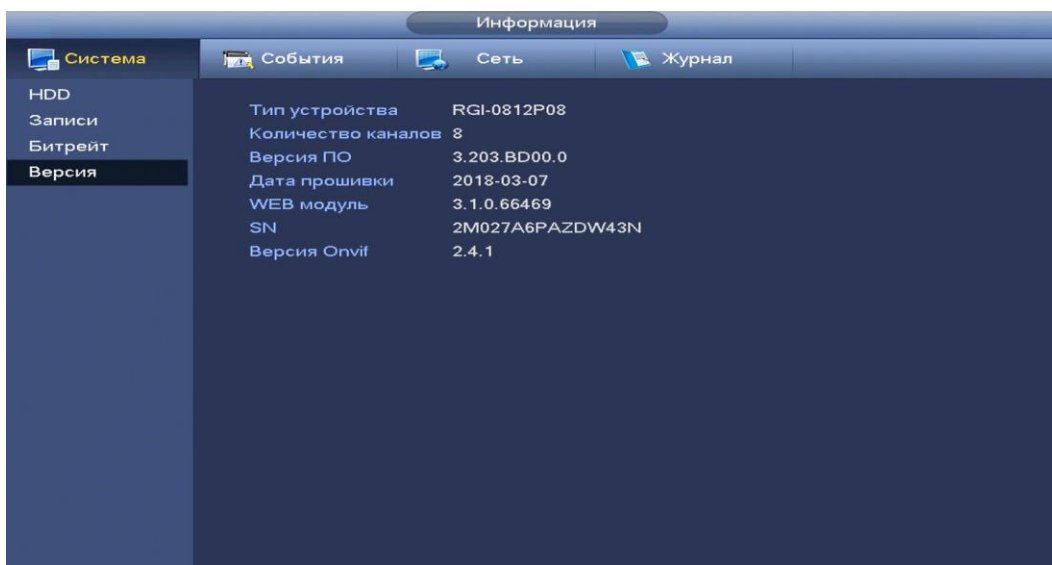 Информация
Система События Сеть Журнал
HDD
Записи
Битрейт
Версия
Тип устройства RGI-0812P08
Количество каналов 8
Версия ПО 3.203.BD00.0
Дата прошивки 2018-03-07
WEB модуль 3.1.0.66469
SN 2M027A6PAZDW43N
Версия Onvif 2.4.1